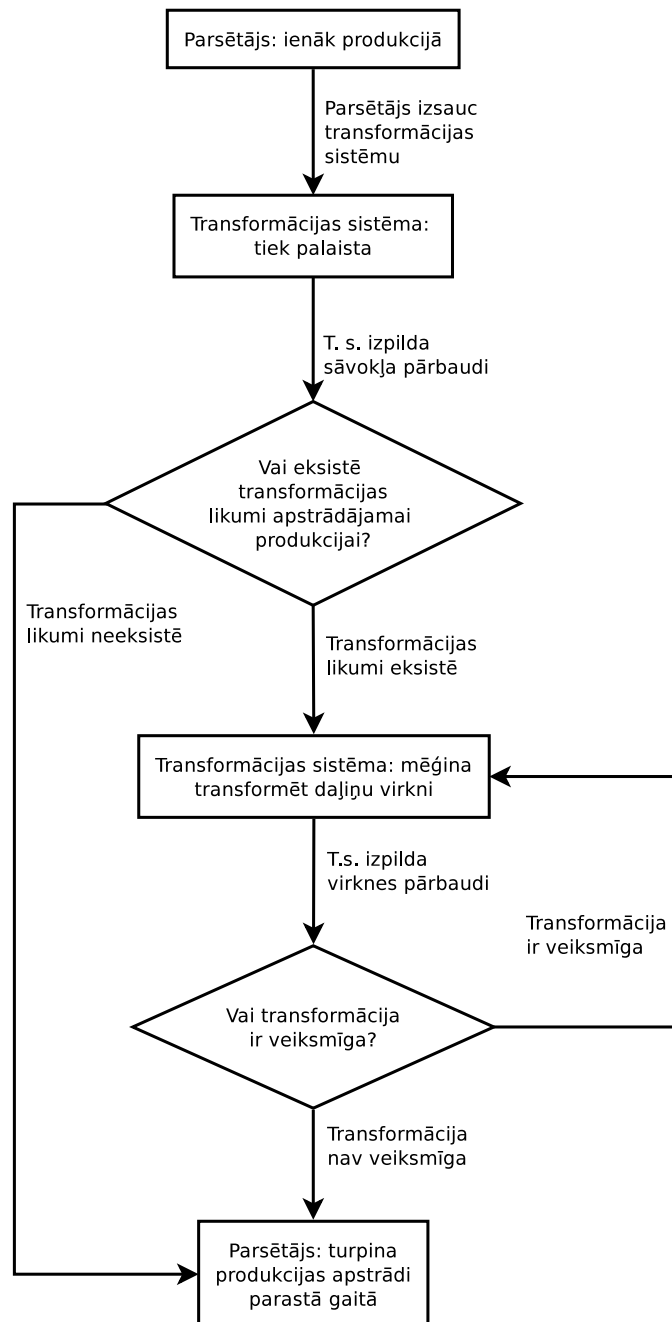 Parsētājs: ienāk produkcijā
Parsētājs izsauc
transformācijas
sistēmu
Transformācijas sistēma:
tiek palaista
T. s. izpilda
sāvokļa pārbaudi
Vai eksistē
transformācijas
likumi apstrādājamai
produkcijai?
Transformācijas
likumi neeksistē
Transformācijas
likumi eksistē
Transformācijas sistēma: mēģina
transformēt daļiņu virkni
T.s. izpilda
virknes pārbaudi
Transformācija
ir veiksmīga
Vai transformācija
ir veiksmīga?
Transformācija
nav veiksmīga
Parsētājs: turpina
produkcijas apstrādi
parastā gaitā